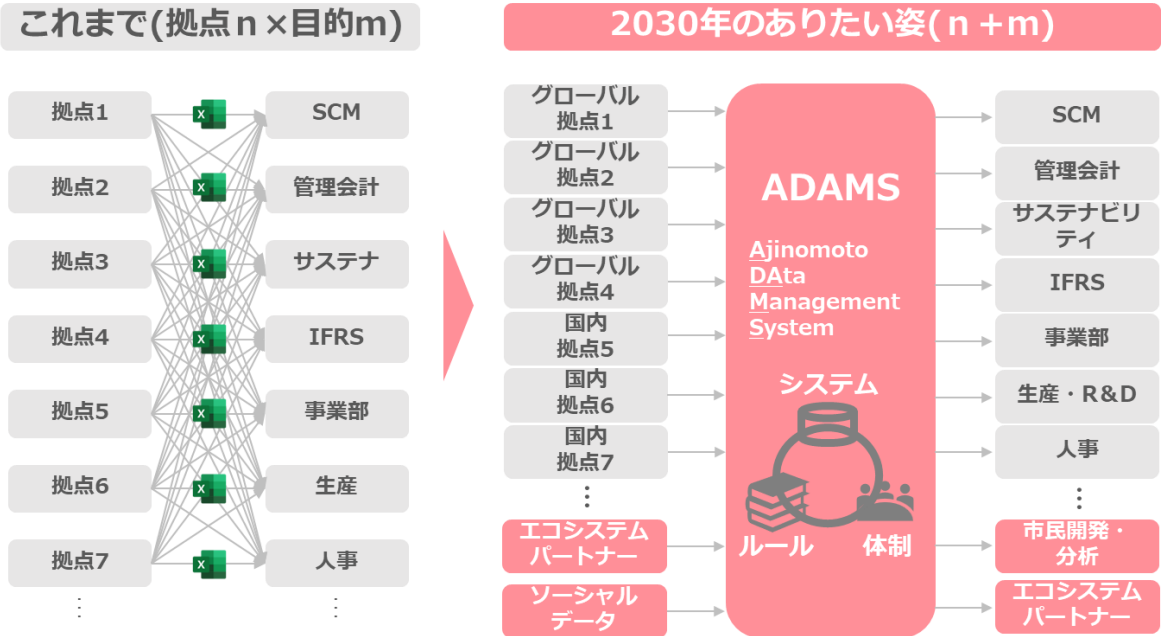 これまで(拠点ｎ×目的ｍ)
拠点1
拠点2
拠点3
拠点4
拠点5
拠点6
拠点7
⋮
SCM
管理会計
サステナ
IFRS
事業部
生産
人事
⋮
2030年のありたい姿(ｎ＋ｍ)
グローバル
拠点1
グローバル
拠点2
グローバル
拠点3
グローバル
拠点4
国内
拠点5
国内
拠点6
国内
拠点7
⋮
エコシステム
パートナー
ソーシャル
データ
ADAMS
Ajinomoto
DAta
Management
System
システム
ルール
体制
SCM
管理会計
サステナビリ
ティ
IFRS
事業部
生産・R&D
人事
⋮
市民開発・
分析
エコシステム
パートナー